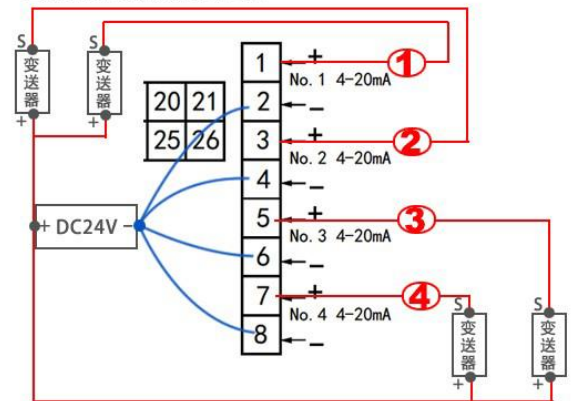 S
变送器
+
S
变送器
+
1
+
①
No. 1 4-20mA
20 21
2
−
25 26
3
+
②
No. 2 4-20mA
4
−
+ DC24V -
5
+
③
No. 3 4-20mA
6
−
7
+
④
No. 4 4-20mA
8
−
S
变送器
+
S
变送器
+